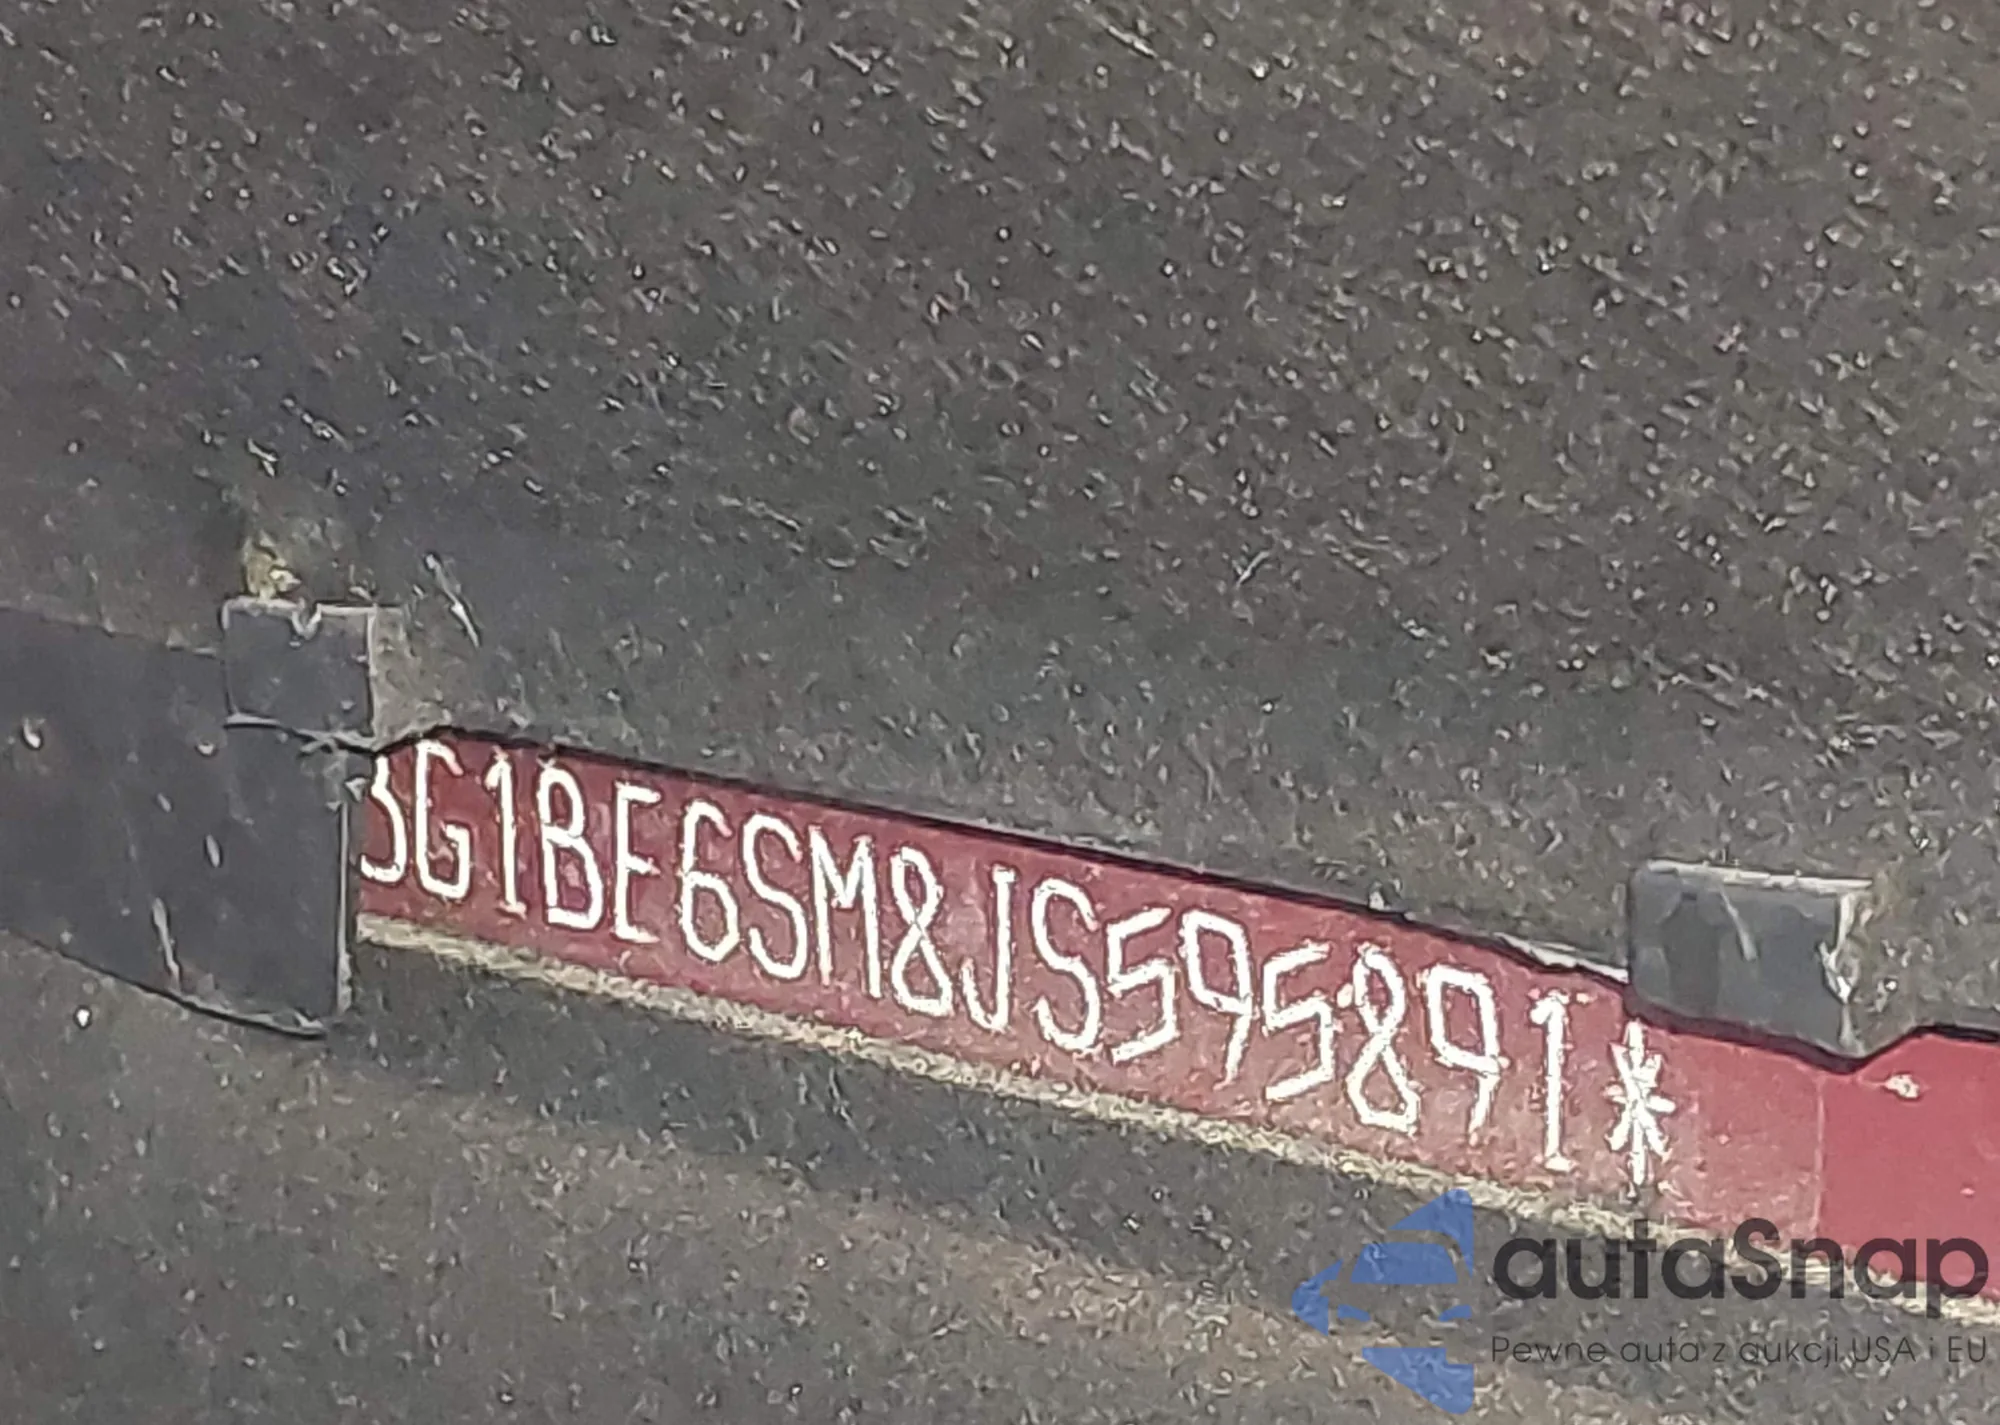 3G1BE6SM8JS595891*
autaSnap
Pewne auta z aukcji USA i EU